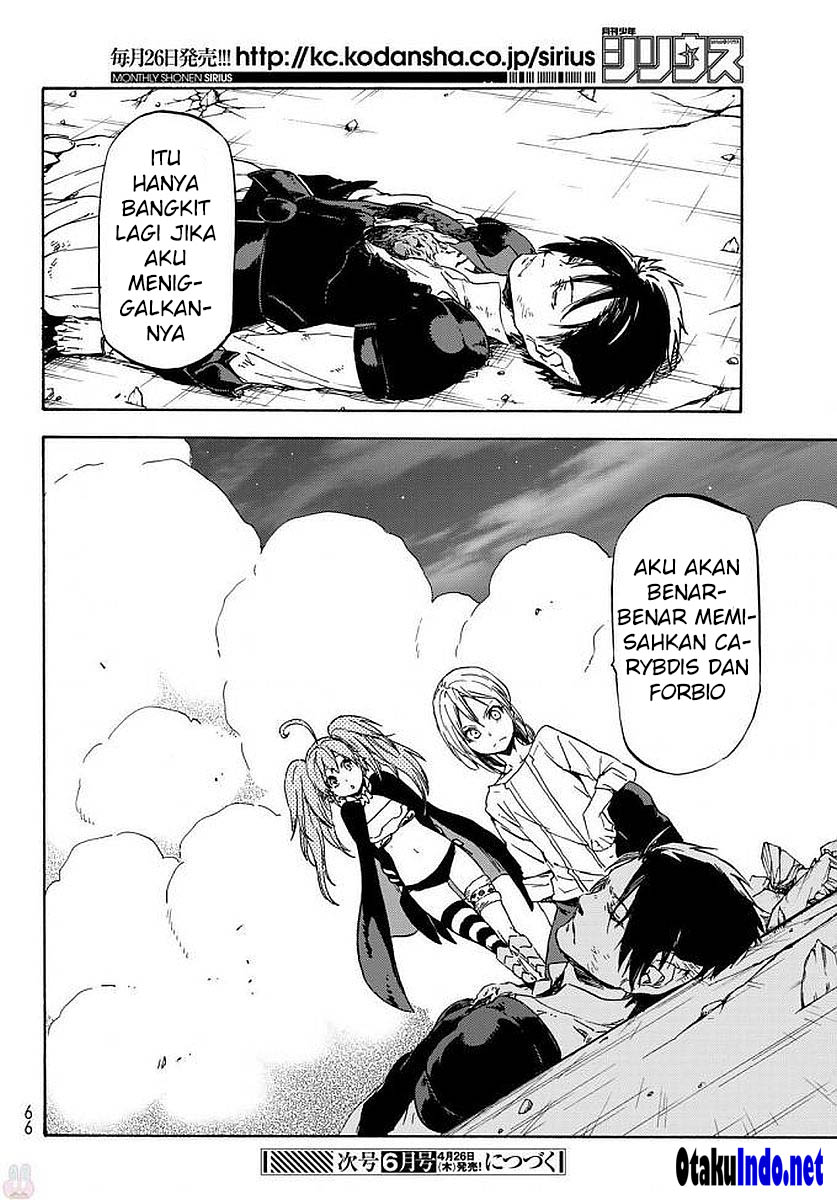 毎月26日発売!!! http://kc.kodansha.co.jp/sirius
月刊少年
シリウス
MONTHLY SHONEN SIRIUS
ITU
HANYA
BANGKIT
LAGI JIKA
AKU
MENIG-
GALKAN-
NYA
AKU AKAN
BENAR-
BENAR MEMI-
SAHKAN CA-
RYBDIS DAN
FORBIO
66
次号6月号4月26日(木)発売!につづく
OtakuIndo.net